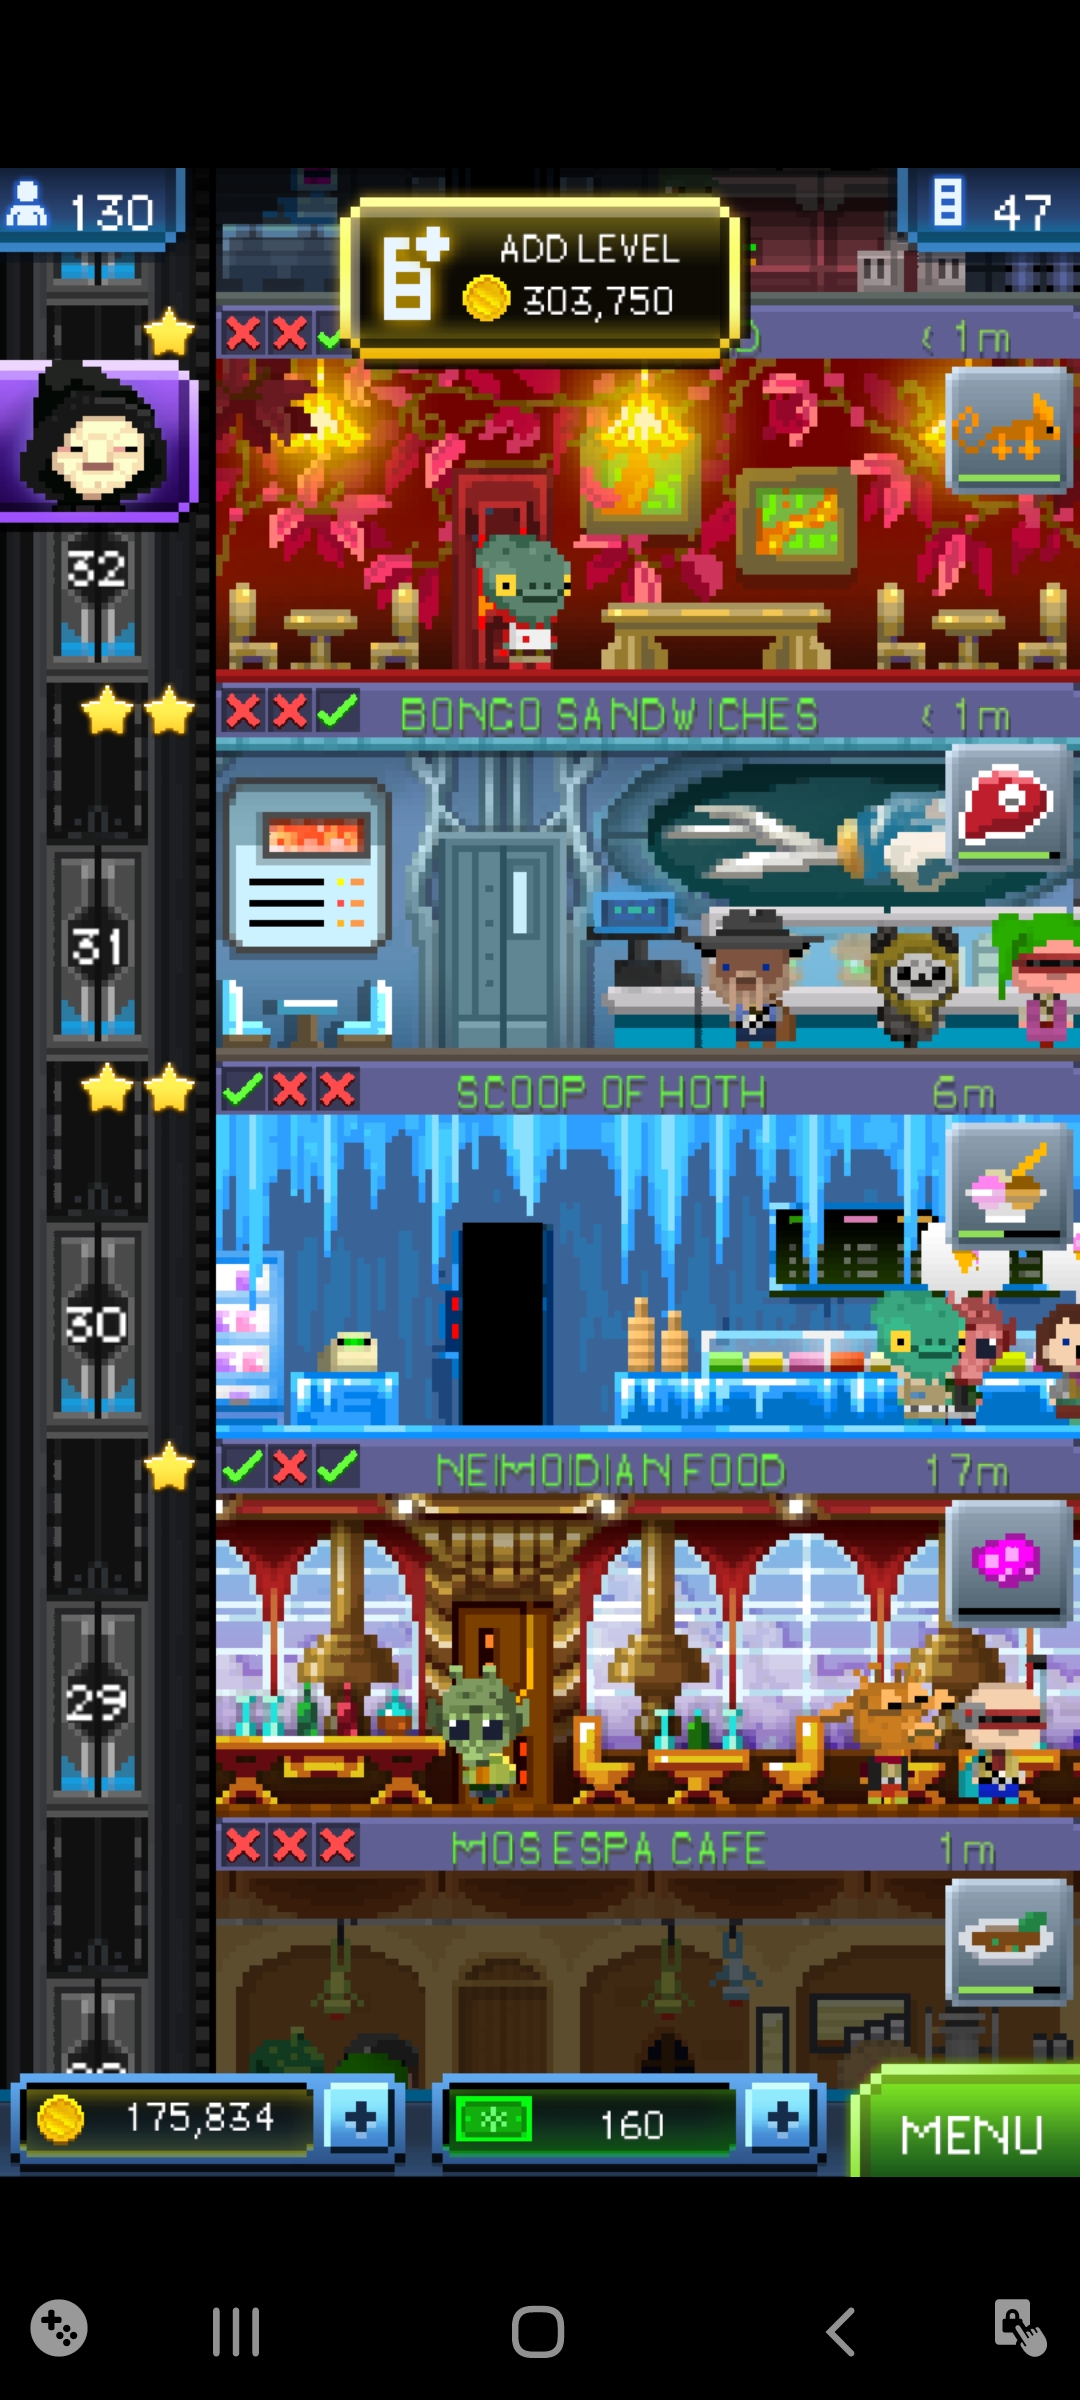 130
ADD LEVEL
303,750
47
< 1m
32
BONGO SANDWICHES
< 1m
31
SCOOP OF HOTH
6m
30
NEIMOIDIAN FOOD
17m
29
MOS ESPA CAFE
1m
175,834
160
MENU